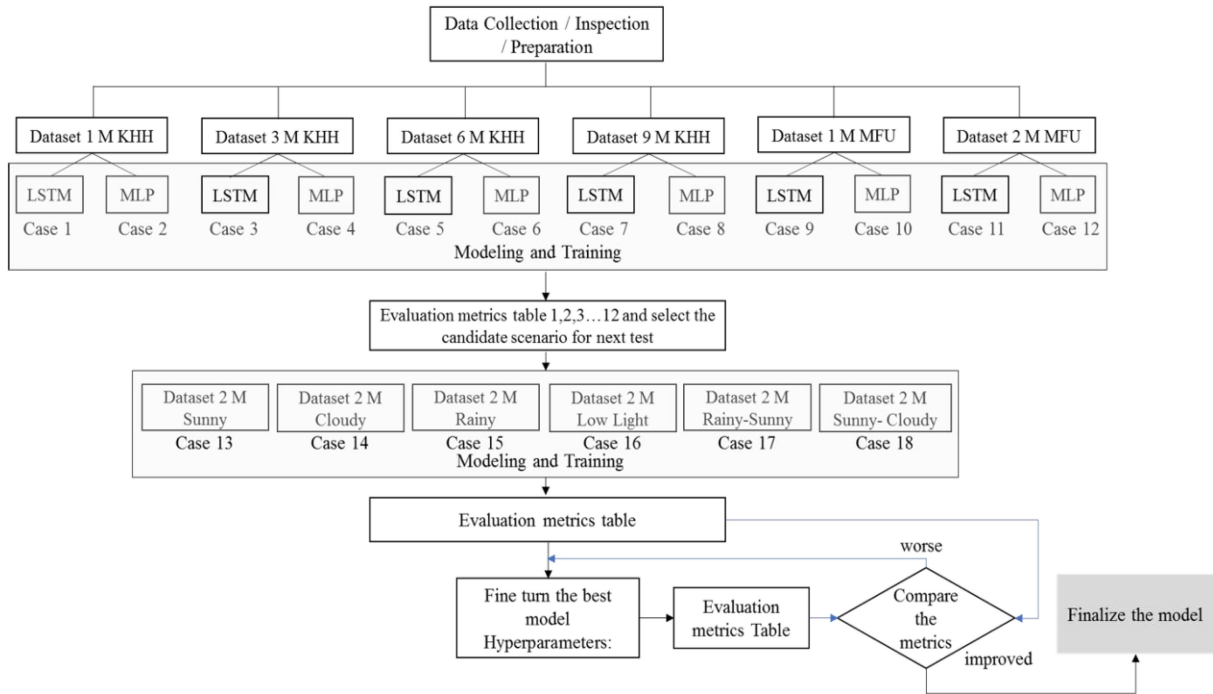 Data Collection / Inspection
/ Preparation
Dataset 1 M KHH
Dataset 3 M KHH
Dataset 6 M KHH
Dataset 9 M KHH
Dataset 1 M MFU
Dataset 2 M MFU
LSTM
MLP
LSTM
MLP
LSTM
MLP
LSTM
MLP
LSTM
MLP
LSTM
MLP
Case 1
Case 2
Case 3
Case 4
Case 5
Case 6
Case 7
Case 8
Case 9
Case 10
Case 11
Case 12
Modeling and Training
Evaluation metrics table 1,2,3…12 and select the
candidate scenario for next test
Dataset 2 M
Sunny
Dataset 2 M
Cloudy
Dataset 2 M
Rainy
Dataset 2 M
Low Light
Dataset 2 M
Rainy-Sunny
Dataset 2 M
Sunny- Cloudy
Case 13
Case 14
Case 15
Case 16
Case 17
Case 18
Modeling and Training
Evaluation metrics table
worse
Fine turn the best
model
Hyperparameters:
Evaluation
metrics Table
Compare
the
metrics
improved
Finalize the model